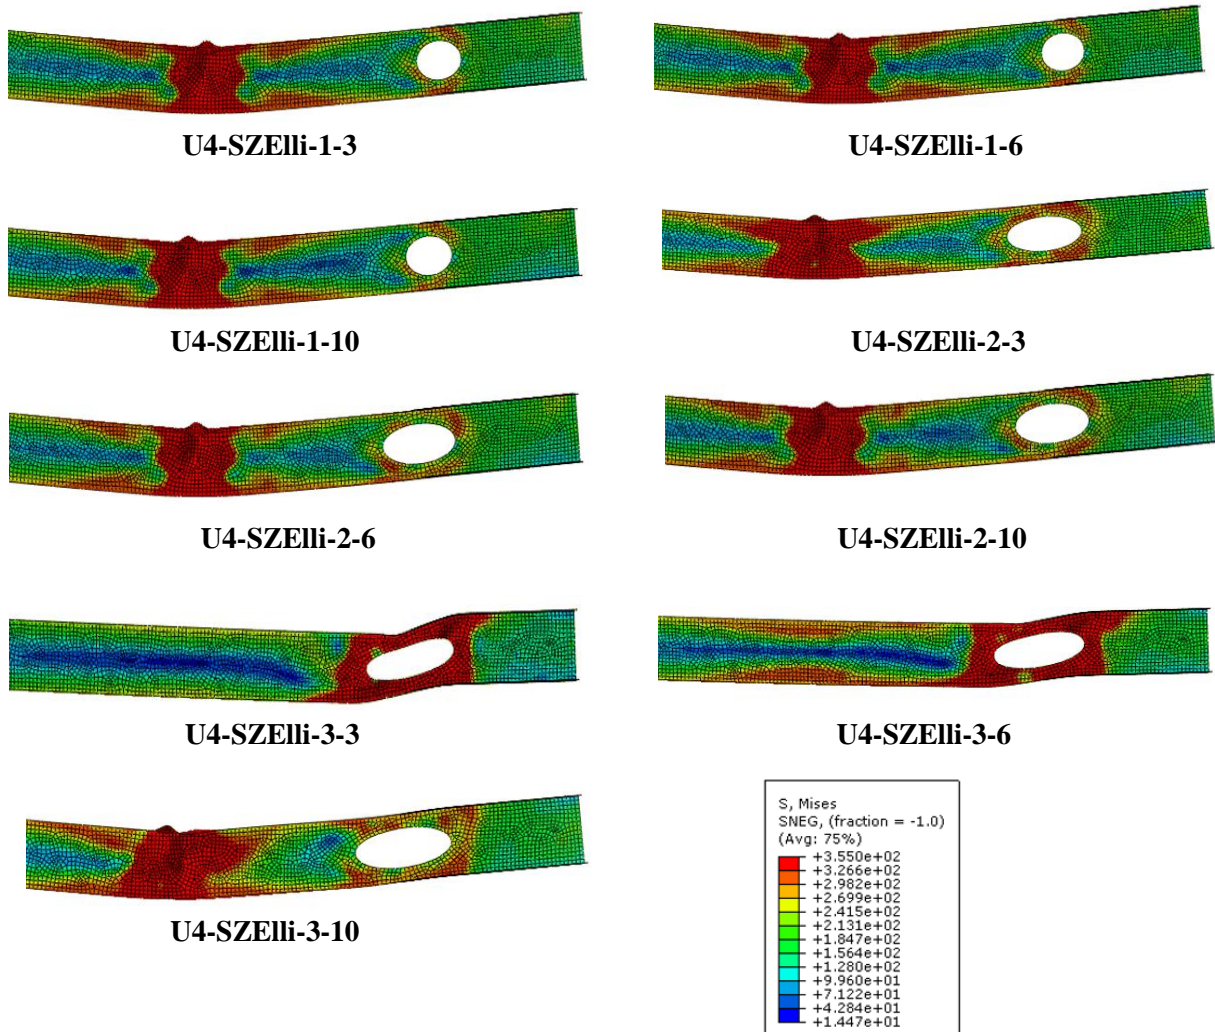 U4-SZElli-1-3
U4-SZElli-1-6
U4-SZElli-1-10
U4-SZElli-2-3
U4-SZElli-2-6
U4-SZElli-2-10
U4-SZElli-3-3
U4-SZElli-3-6
U4-SZElli-3-10
S, Mises
SNEG, (fraction = -1.0)
(Avg: 75%)
+3.550e+02
+3.266e+02
+2.982e+02
+2.699e+02
+2.415e+02
+2.131e+02
+1.847e+02
+1.564e+02
+1.280e+02
+9.960e+01
+7.122e+01
+4.284e+01
+1.447e+01